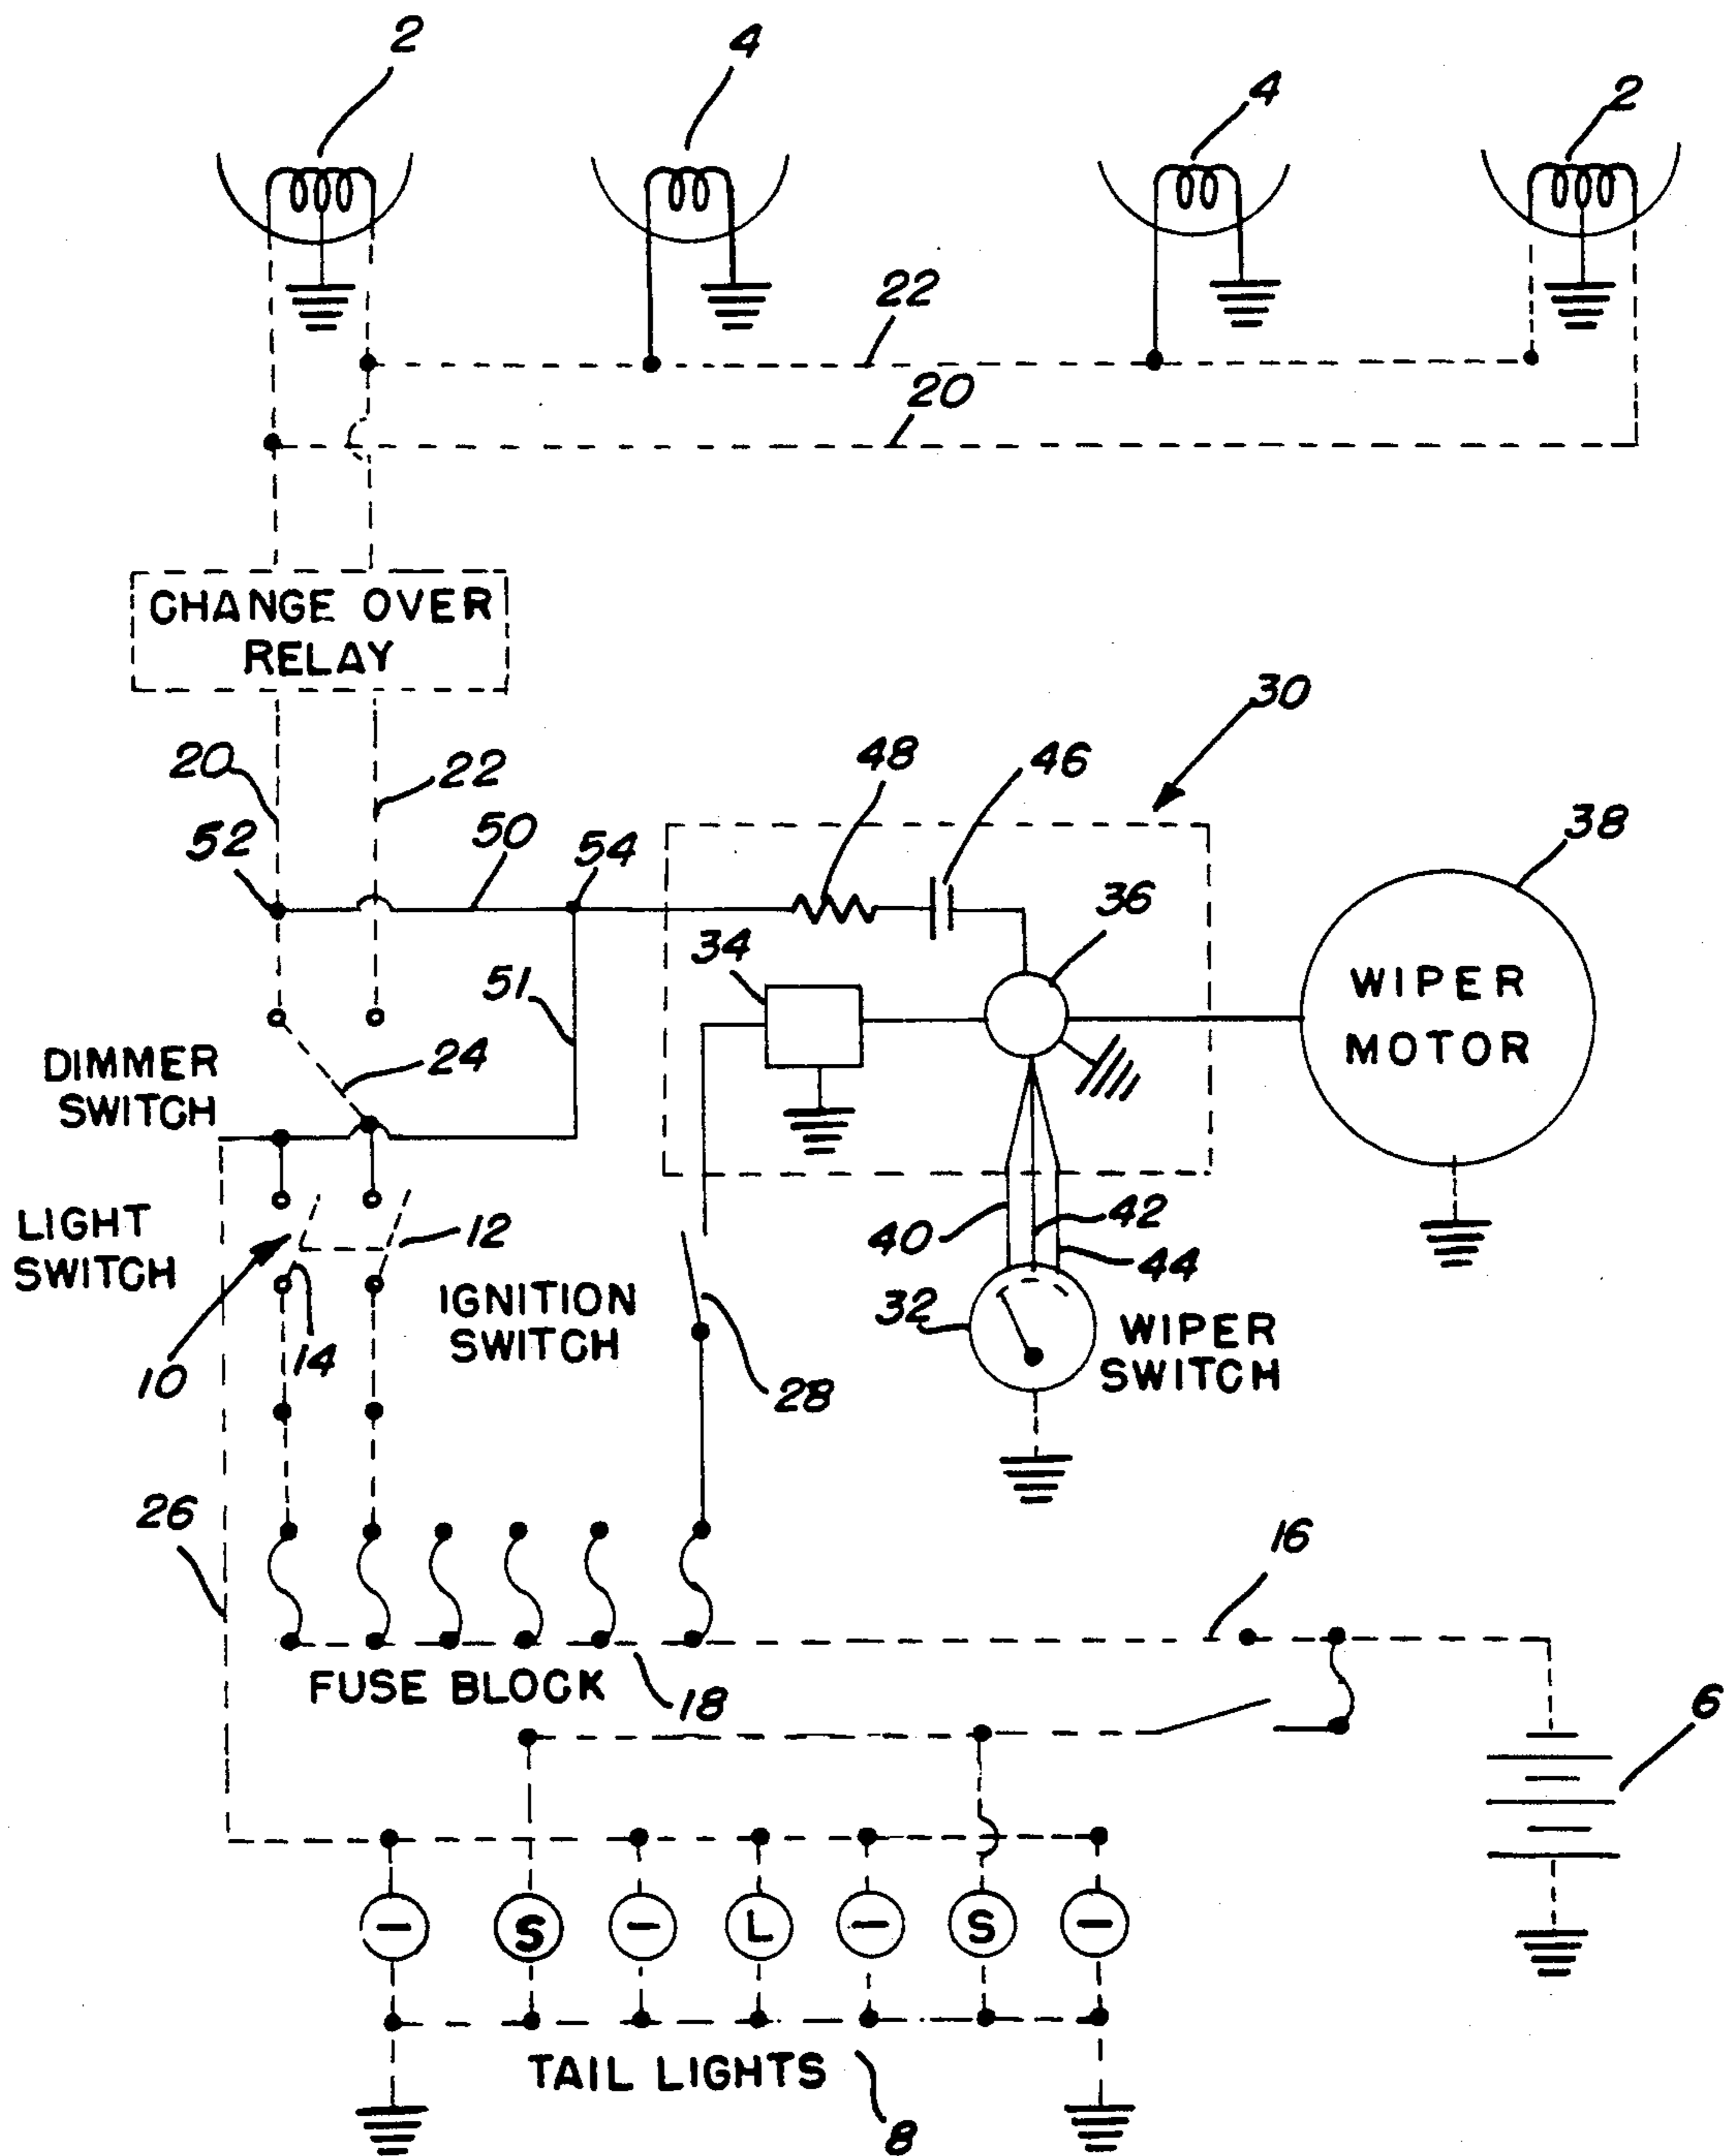 2
4
4
2
22
20
CHANGE OVER
RELAY
30
20
22
48
46
38
52
50
54
36
34
WIPER
MOTOR
51
DIMMER
SWITCH
24
LIGHT
SWITCH
12
40
42
44
IGNITION
SWITCH
32
WIPER
SWITCH
10
14
28
26
16
FUSE BLOCK
18
6
S
L
S
TAIL LIGHTS
8